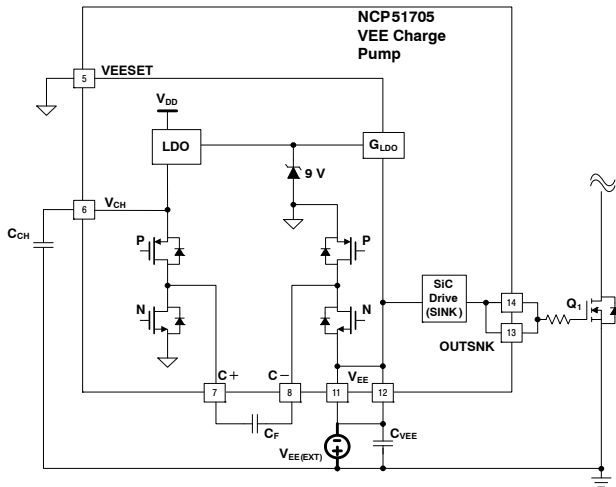 NCP51705
VEE Charge
Pump
5
VEESET
VDD
LDO
GLDO
9 V
6
VCH
CCH
P
P
N
N
SiC
Drive
(SINK)
14
13
Q1
OUTSNK
C+
C−
VEE
7
8
11
12
CF
CVEE
VEE(EXT)